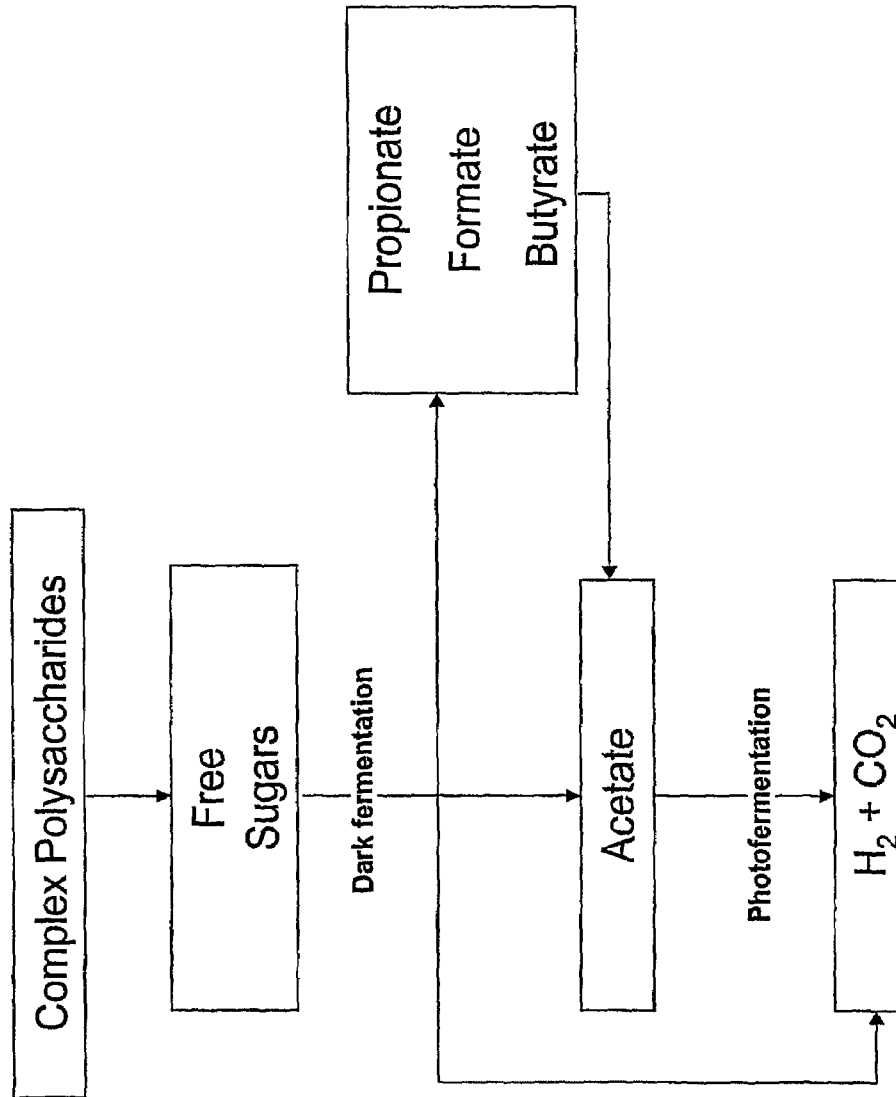 Complex Polysaccharides
Free
Sugars
Dark fermentation
Propionate
Formate
Butyrate
Acetate
Photofermentation
H₂ + CO₂